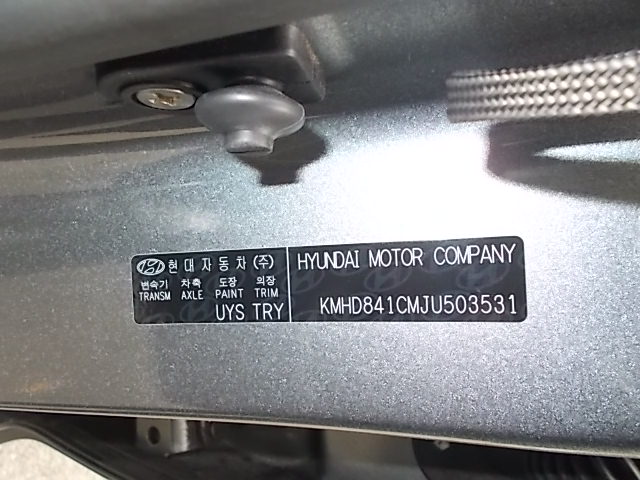 현대자동차(주)
변속기 차축 도장 의장
TRANSM AXLE PAINT TRIM
UYS TRY
HYUNDAI MOTOR COMPANY
KMHD841CMJU503531